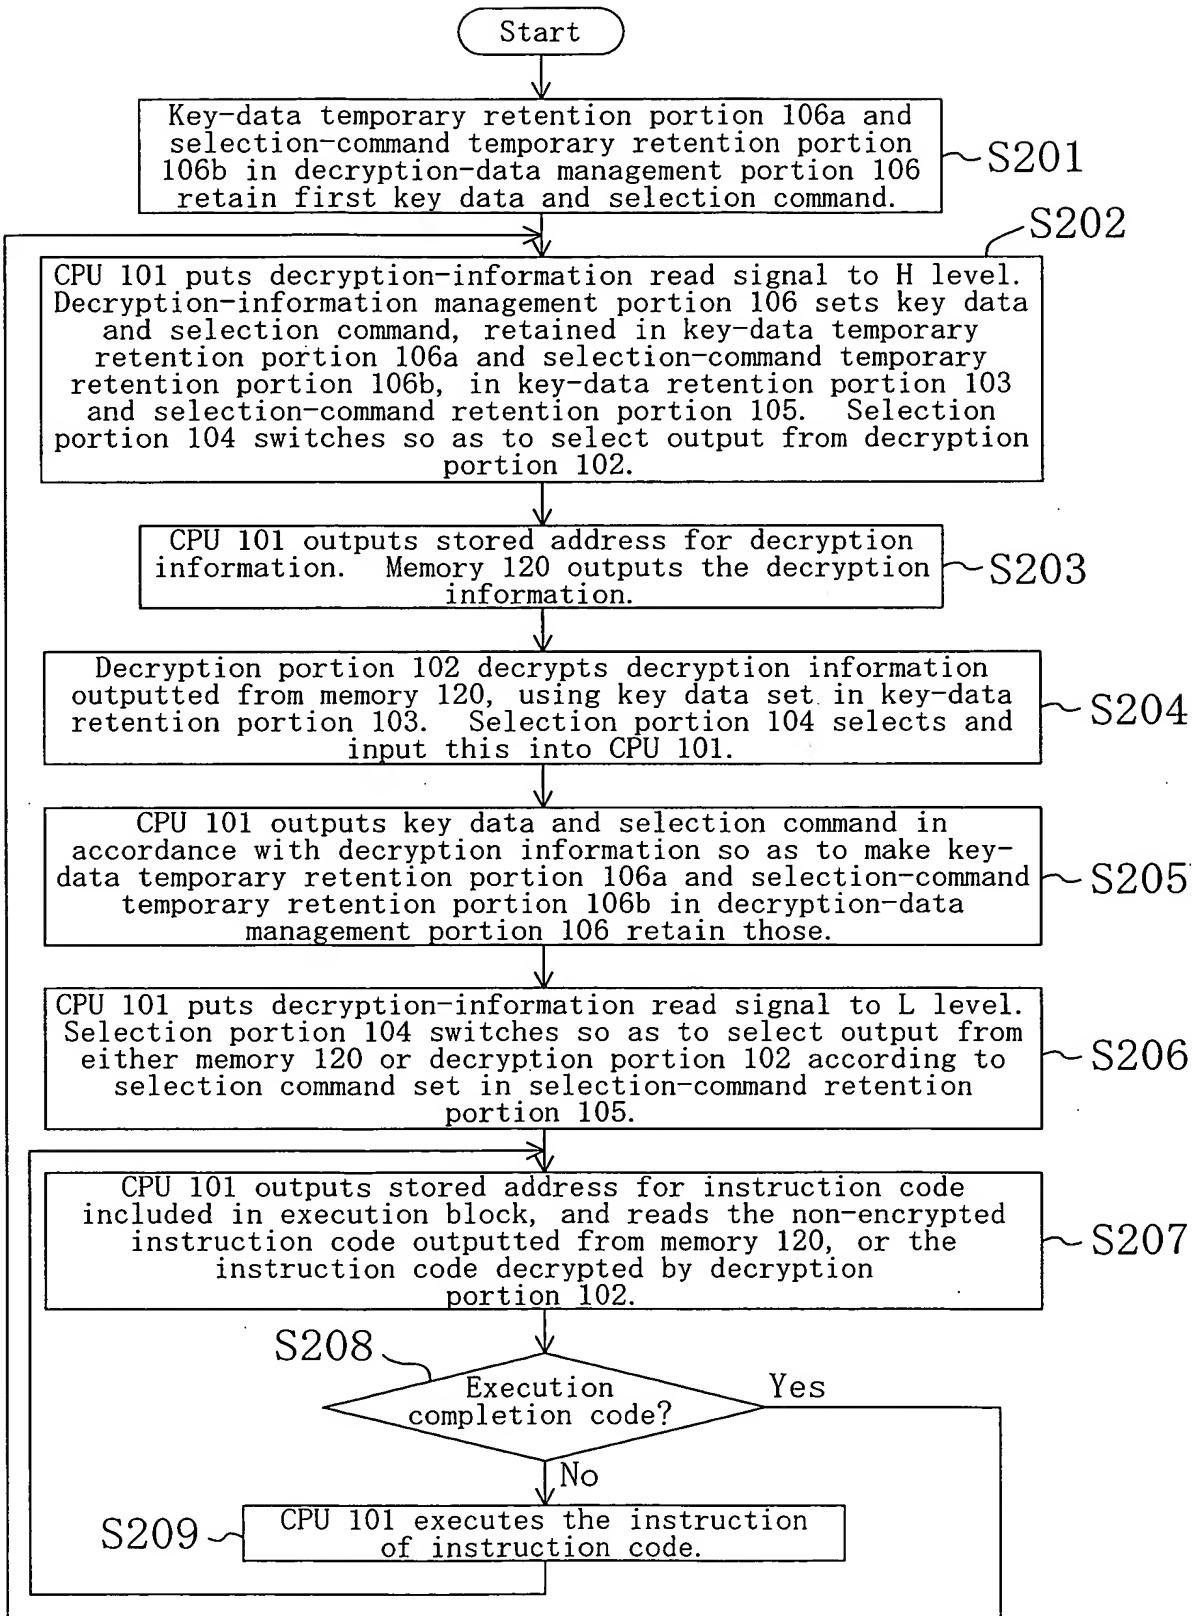 Start
Key-data temporary retention portion 106a and
selection-command temporary retention portion
106b in decryption-data management portion 106
retain first key data and selection command.
S201
S202
CPU 101 puts decryption-information read signal to H level.
Decryption-information management portion 106 sets key data
and selection command, retained in key-data temporary
retention portion 106a and selection-command temporary
retention portion 106b, in key-data retention portion 103
and selection-command retention portion 105. Selection
portion 104 switches so as to select output from decryption
portion 102.
CPU 101 outputs stored address for decryption
information. Memory 120 outputs the decryption
information.
S203
Decryption portion 102 decrypts decryption information
outputted from memory 120, using key data set in key-data
retention portion 103. Selection portion 104 selects and
input this into CPU 101.
S204
CPU 101 outputs key data and selection command in
accordance with decryption information so as to make key-
data temporary retention portion 106a and selection-command
temporary retention portion 106b in decryption-data
management portion 106 retain those.
S205
CPU 101 puts decryption-information read signal to L level.
Selection portion 104 switches so as to select output from
either memory 120 or decryption portion 102 according to
selection command set in selection-command retention
portion 105.
S206
CPU 101 outputs stored address for instruction code
included in execution block, and reads the non-encrypted
instruction code outputted from memory 120, or the
instruction code decrypted by decryption
portion 102.
S207
S208
Execution
completion code?
Yes
No
S209
CPU 101 executes the instruction
of instruction code.